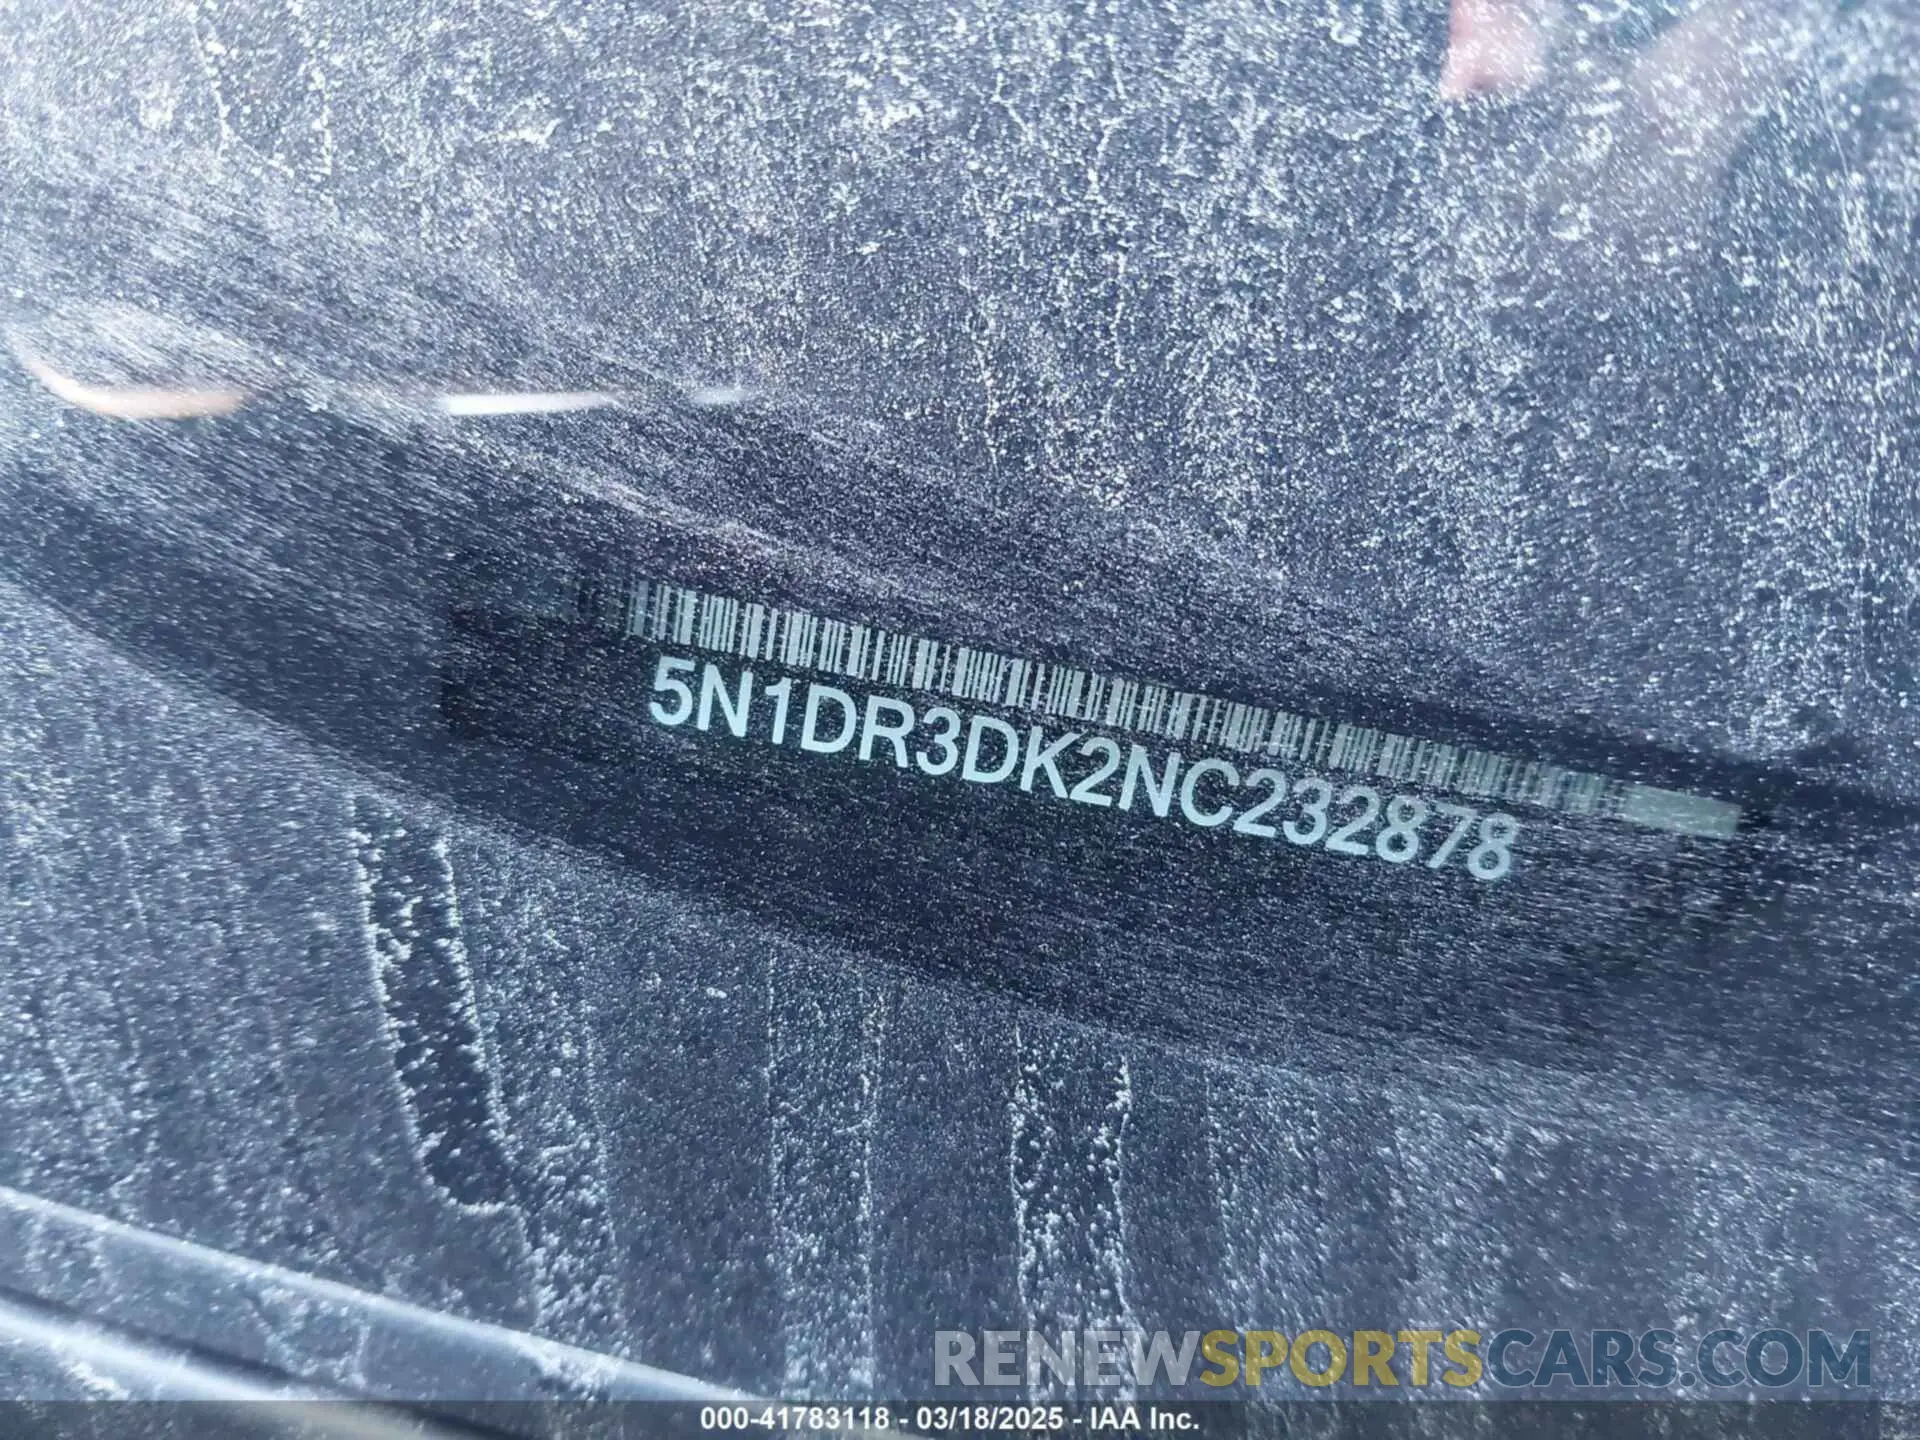 5N1DR3DK2NC232878
RENEWSPORTSCARS.COM
000-41783118 - 03/18/2025 - IAA Inc.